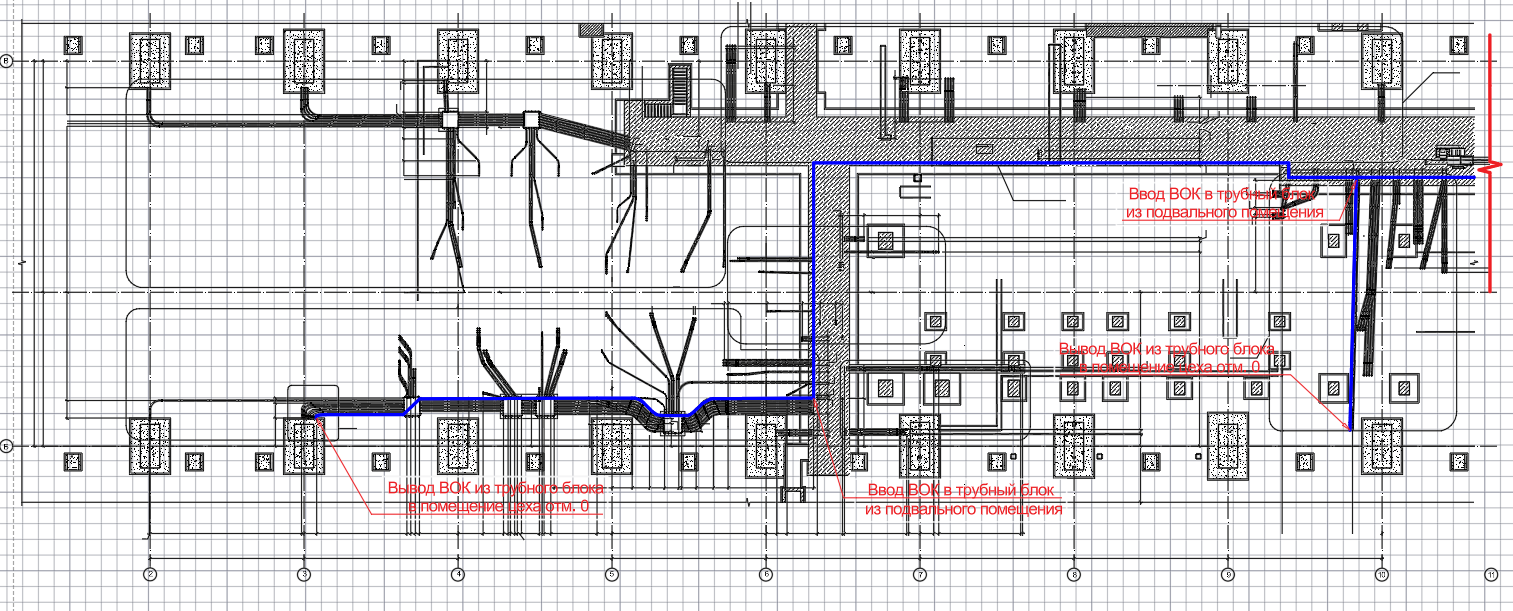 В
Ввод ВОК в трубный блок
из подвального помещения
Вывод ВОК из трубного блока
в помещение цеха отм. 0
Б
Вывод ВОК из трубного блока
в помещение цеха отм. 0
Ввод ВОК в трубный блок
из подвального помещения
2 3 4 5 6 7 8 9 10 11